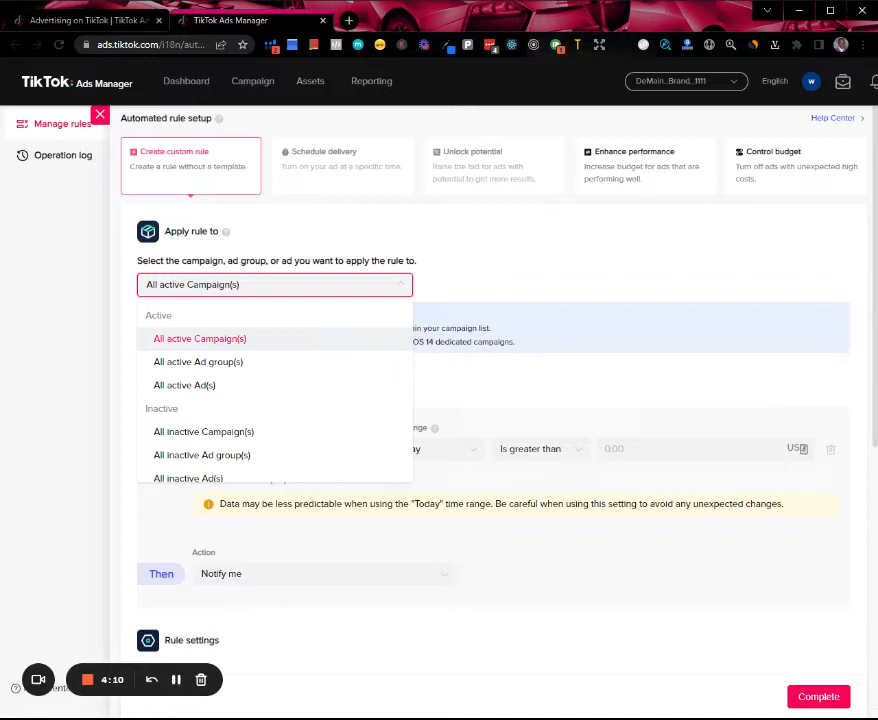 Advertising on TikTok | TikTok Ad
TikTok Ads Manager
ads.tiktok.com/i18n/aut...
TikTok: Ads Manager
Dashboard
Campaign
Assets
Reporting
DeMain_Brand_1111
English
W
Manage rules
Operation log
Automated rule setup
Help Center
Create custom rule
Create a rule without a template.
Schedule delivery
Turn on your ad at a specific time.
Unlock potential
Raise the bid for ads with
potential to get more results.
Enhance performance
Increase budget for ads that are
performing well.
Control budget
Turn off ads with unexpected high
costs.
Apply rule to
Select the campaign, ad group, or ad you want to apply the rule to.
All active Campaign(s)
Active
All active Campaign(s)
All active Ad group(s)
All active Ad(s)
Inactive
All inactive Campaign(s)
All inactive Ad group(s)
All inactive Ad(s)
your campaign list.
OS 14 dedicated campaigns.
nge
ay
Is greater than
0.00
USD
Data may be less predictable when using the "Today" time range. Be careful when using this setting to avoid any unexpected changes.
Action
Then
Notify me
Rule settings
4:10
Complete